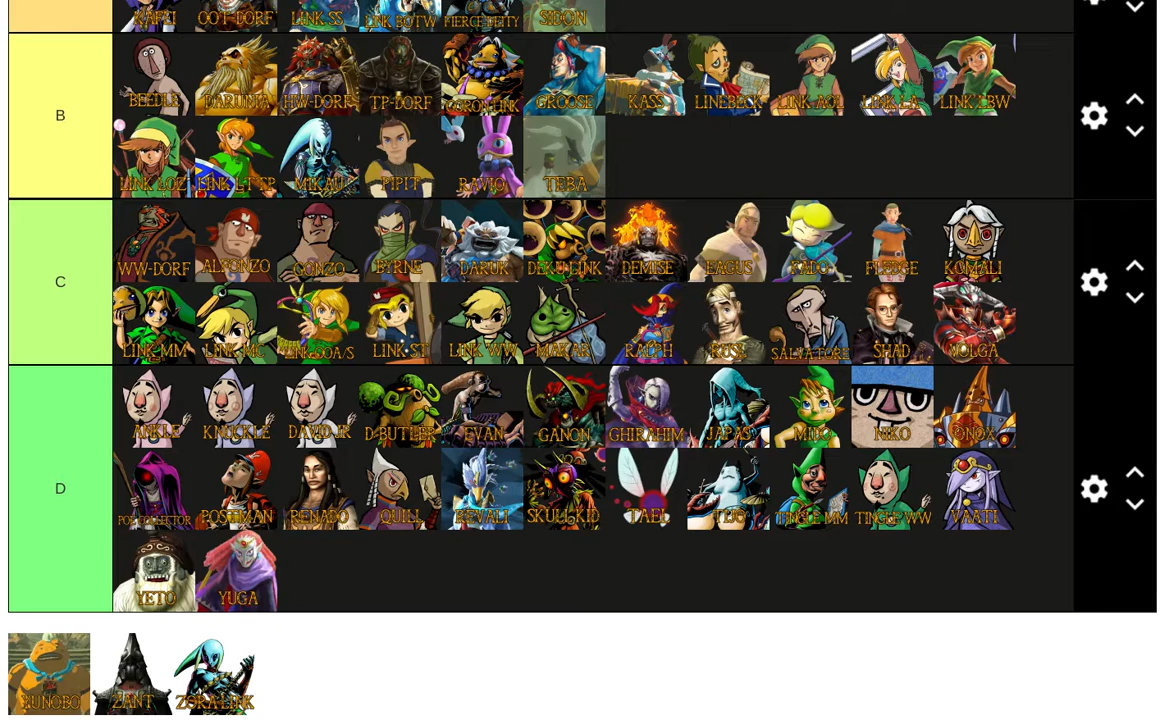 KAFEI OOT-DORF LINK SS LINK BOTW FIERCE DEITY SIDON
B
BEEDLE DARUNIA HW-DORF TP-DORF GORON LINK GROOSE KASS LINEBECK LINK AOL LINK LA LINK LBW
LINK LOZ LINK LTTP MIKAU PIPIT RAVIO TEBA
C
WW-DORF ALFONZO GONZO BYRNE DARUK DEKU LINK DEMISE EAGUS FADO FLEDGE KOMALI
LINK MM LINK MC LINK OOA/S LINK ST LINK WW MAKAR RALPH RUSL SALVATORE SHAD VOLGA
D
ANKLE KNUCKLE DAVID JR D-BUTLER EVAN GANON GHIRAHIM JAPAS MIDO NIKO ONOX
POE COLLECTOR POSTMAN RENADO QUILL REVALI SKULL KID TAEL TIJO TINGLE MM TINGLE WW VAATI
YETO YUGA
YUNOBO ZANT ZORA LINK